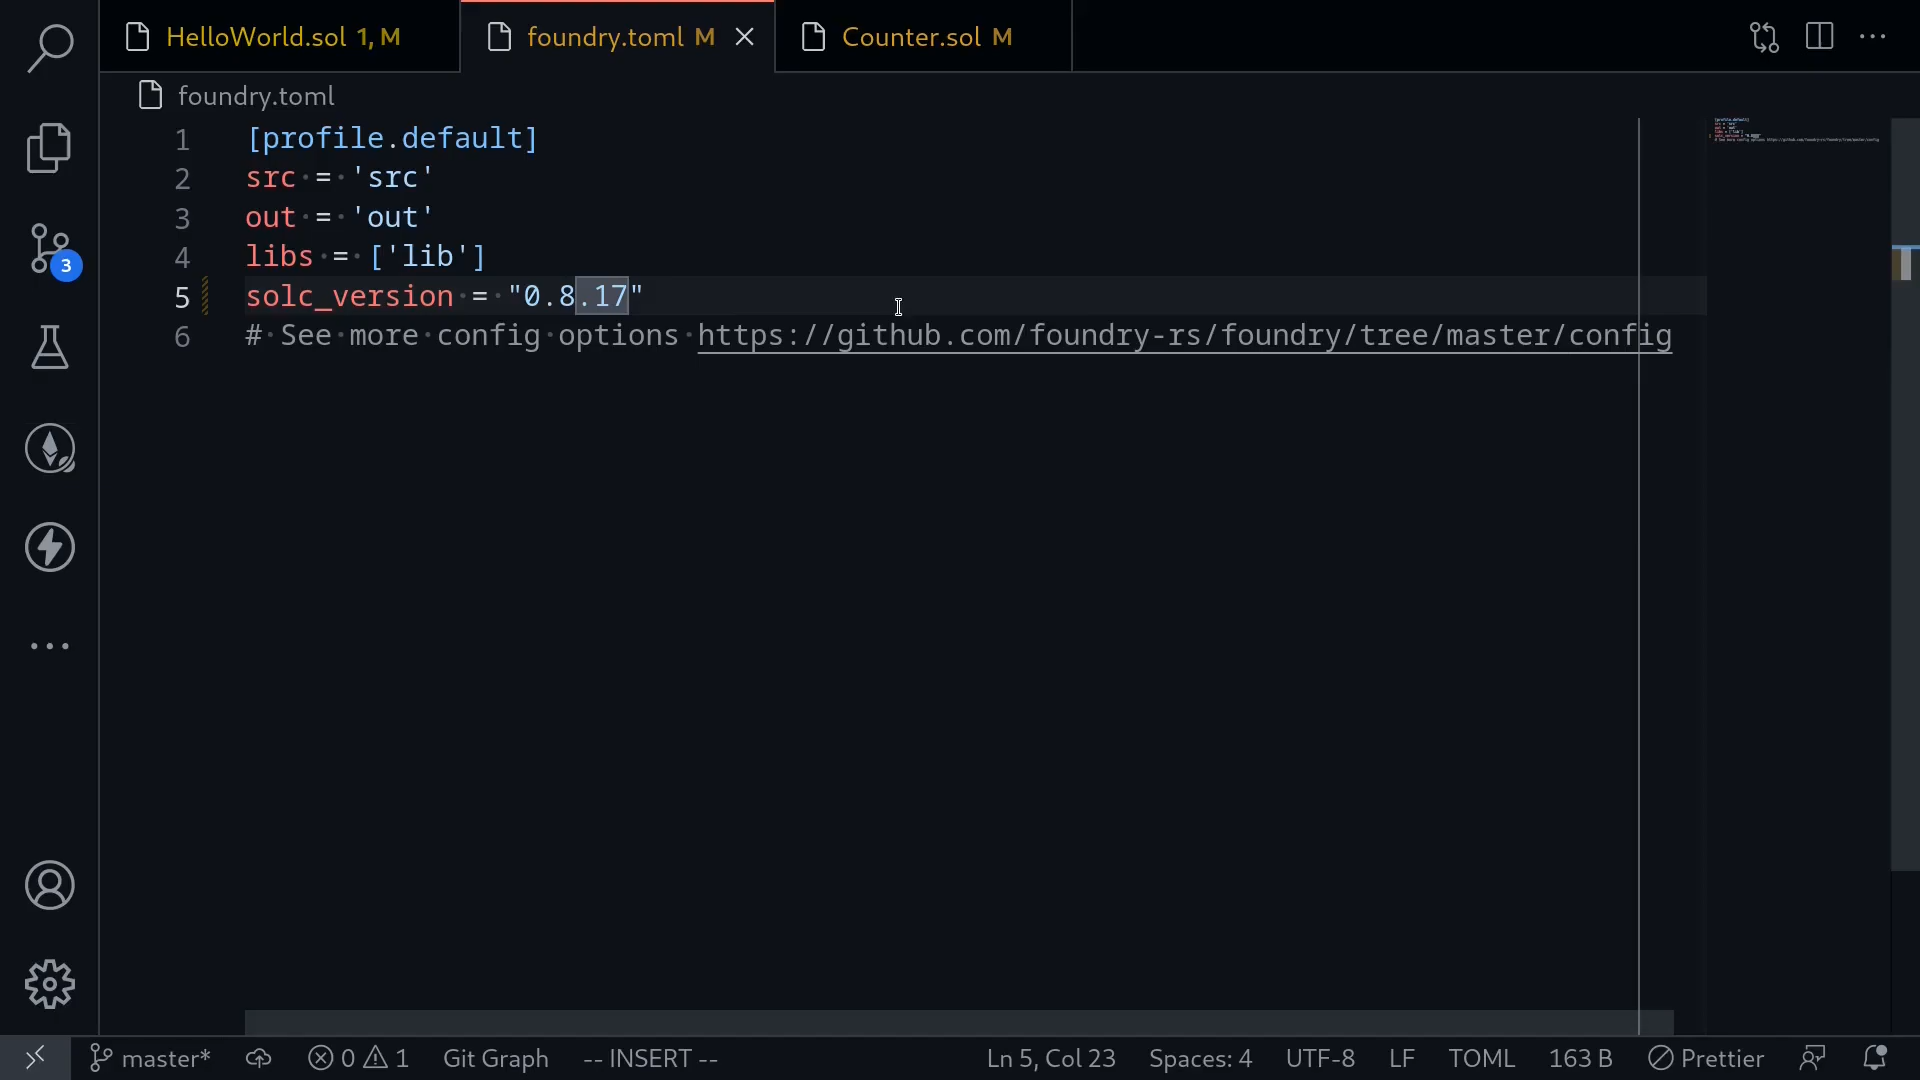 HelloWorld.sol 1, M
foundry.toml M
Counter.sol M
foundry.toml
1 [profile.default]
2 src = 'src'
3 out = 'out'
4 libs = ['lib']
5 solc_version = "0.8.17"
6 # See more config options https://github.com/foundry-rs/foundry/tree/master/config
3
master* 0 1 Git Graph -- INSERT -- Ln 5, Col 23 Spaces: 4 UTF-8 LF TOML 163 B Prettier